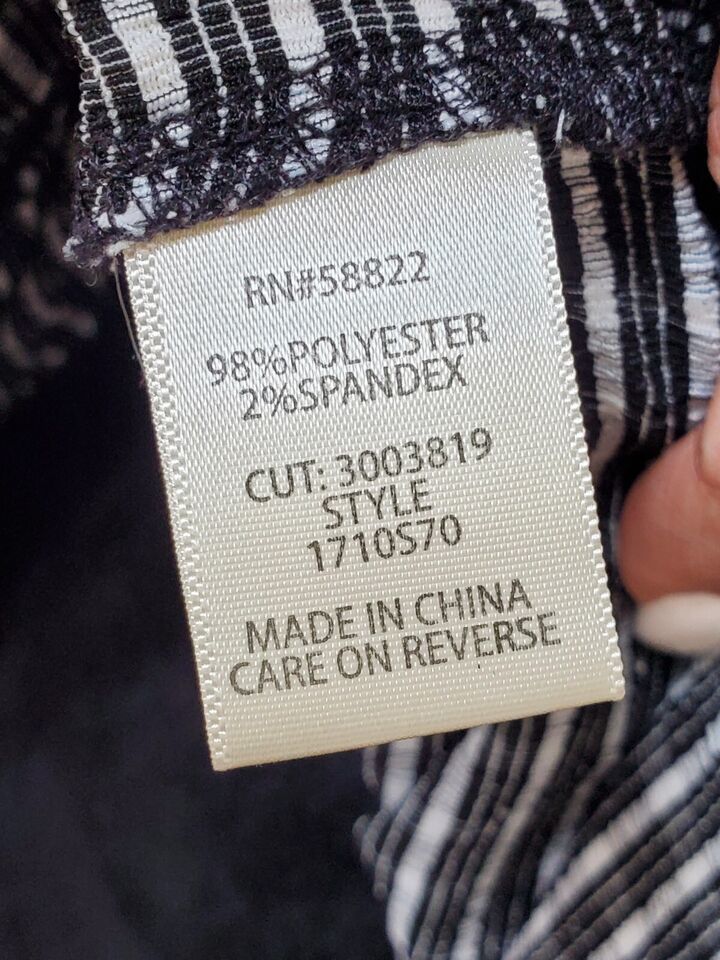 RN#58822
98%POLYESTER
2%SPANDEX
CUT: 3003819
STYLE
1710S70
MADE IN CHINA
CARE ON REVERSE